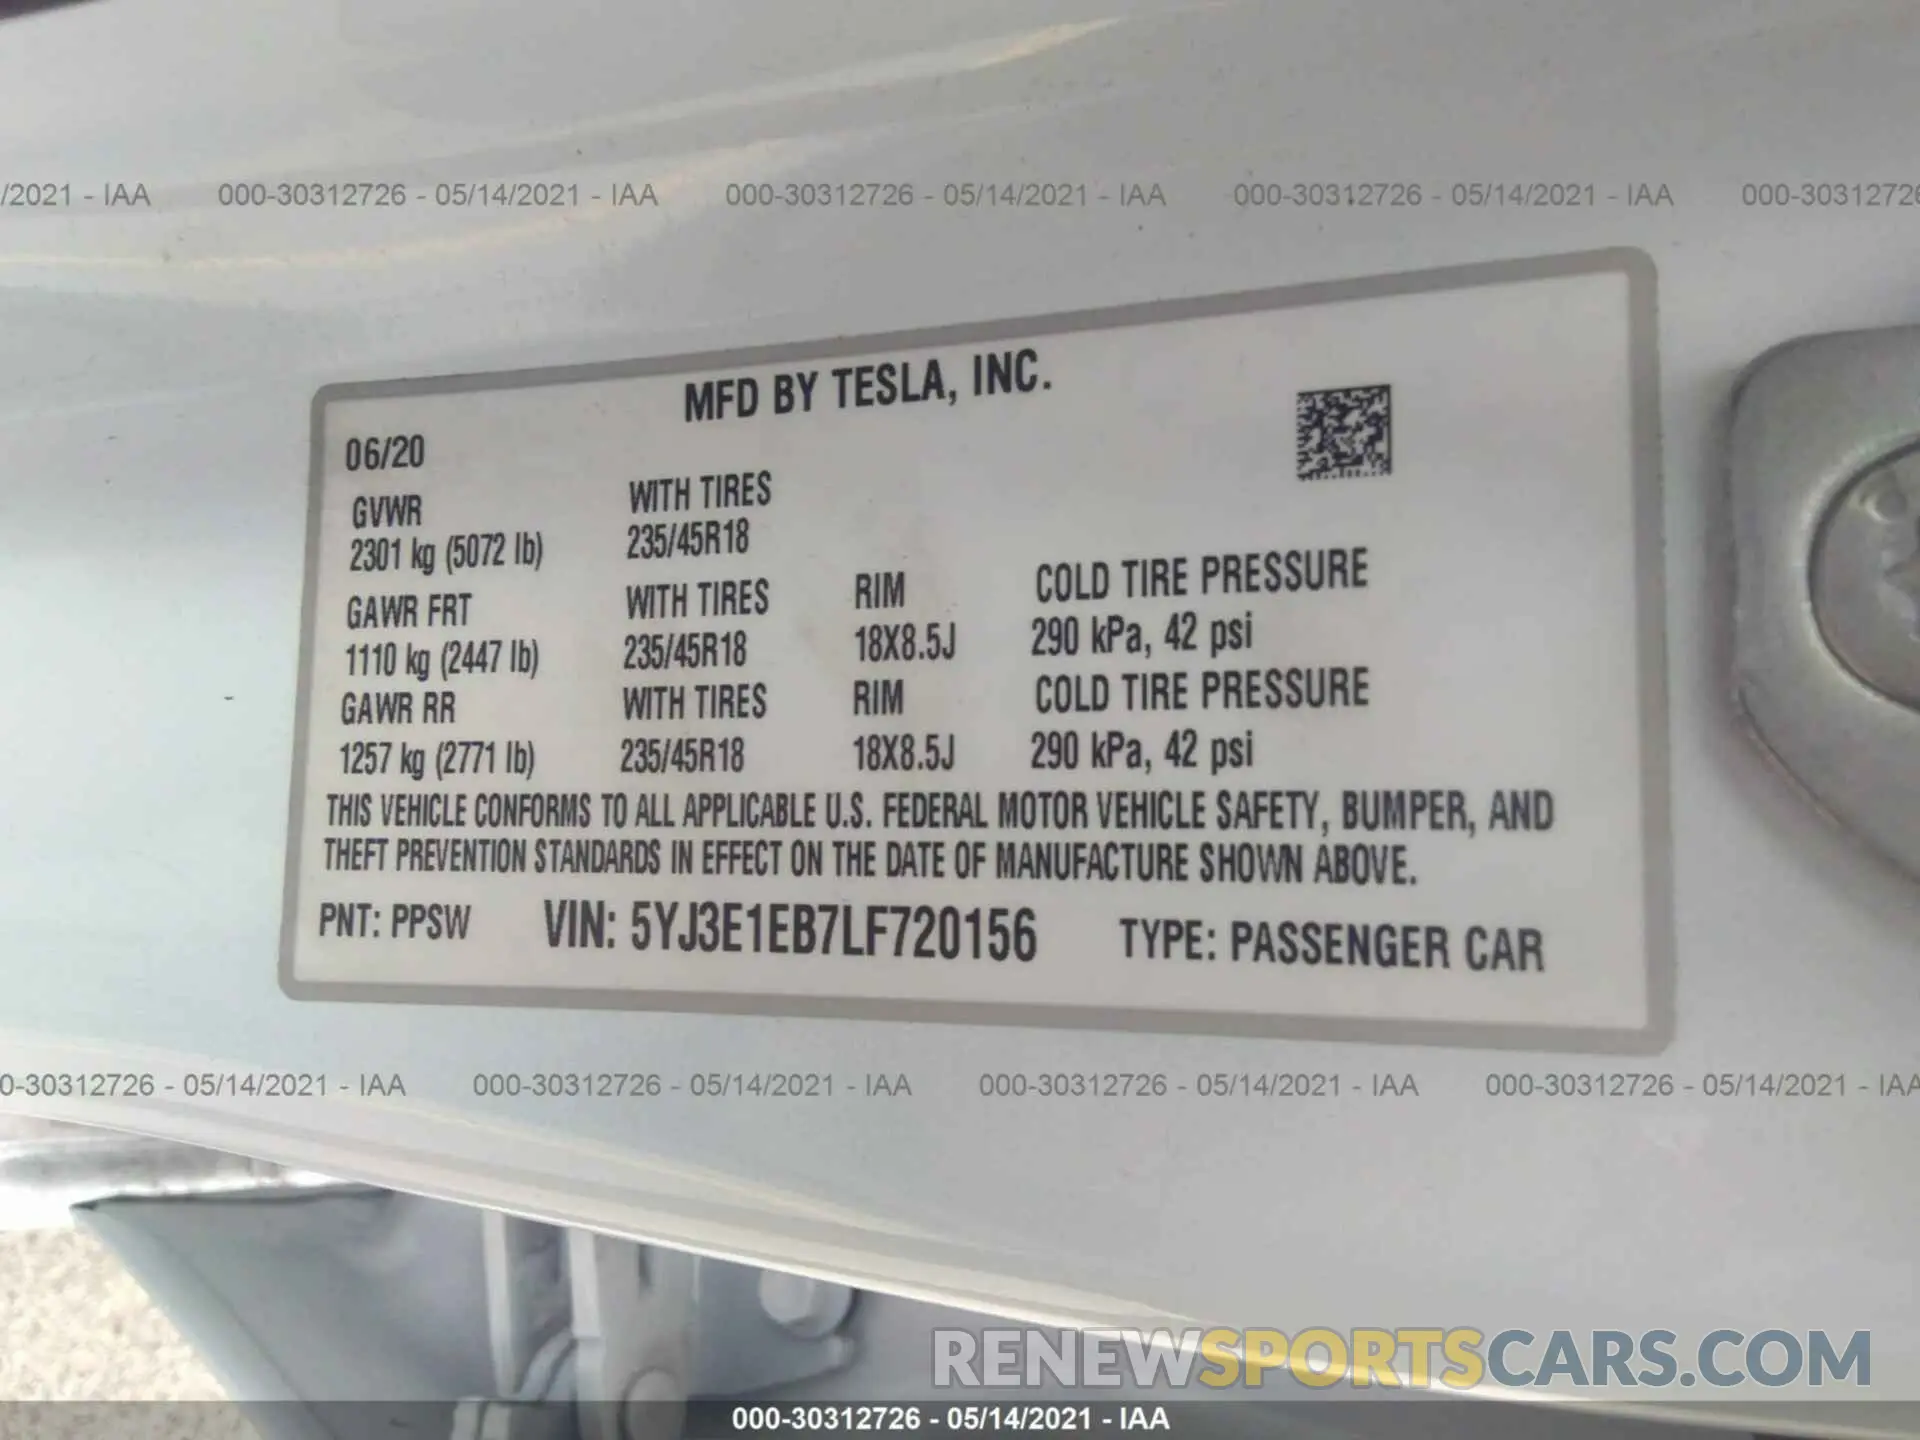 /2021 - IAA 000-30312726 - 05/14/2021 - IAA 000-30312726 - 05/14/2021 - IAA 000-30312726 - 05/14/2021 - IAA 000-3031272
MFD BY TESLA, INC.
06/20
GVWR WITH TIRES
2301 kg (5072 lb) 235/45R18
GAWR FRT WITH TIRES RIM COLD TIRE PRESSURE
1110 kg (2447 lb) 235/45R18 18X8.5J 290 kPa, 42 psi
GAWR RR WITH TIRES RIM COLD TIRE PRESSURE
1257 kg (2771 lb) 235/45R18 18X8.5J 290 kPa, 42 psi
THIS VEHICLE CONFORMS TO ALL APPLICABLE U.S. FEDERAL MOTOR VEHICLE SAFETY, BUMPER, AND
THEFT PREVENTION STANDARDS IN EFFECT ON THE DATE OF MANUFACTURE SHOWN ABOVE.
PNT: PPSW VIN: 5YJ3E1EB7LF720156 TYPE: PASSENGER CAR
0-30312726 - 05/14/2021 - IAA 000-30312726 - 05/14/2021 - IAA 000-30312726 - 05/14/2021 - IAA 000-30312726 - 05/14/2021 - IAA
RENEWSPORTSCARS.COM
000-30312726 - 05/14/2021 - IAA